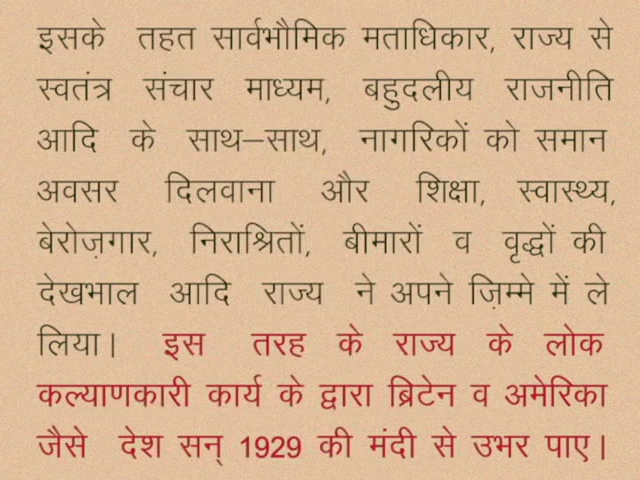 इसके तहत सार्वभौमिक मताधिकार, राज्य से
स्वतंत्र संचार माध्यम, बहुदलीय राजनीति
आदि के साथ–साथ, नागरिकों को समान
अवसर दिलवाना और शिक्षा, स्वास्थ्य,
बेरोज़गार, निराश्रितों, बीमारों व वृद्धों की
देखभाल आदि राज्य ने अपने ज़िम्मे में ले
लिया। इस तरह के राज्य के लोक
कल्याणकारी कार्य के द्वारा ब्रिटेन व अमेरिका
जैसे देश सन् 1929 की मंदी से उभर पाए।